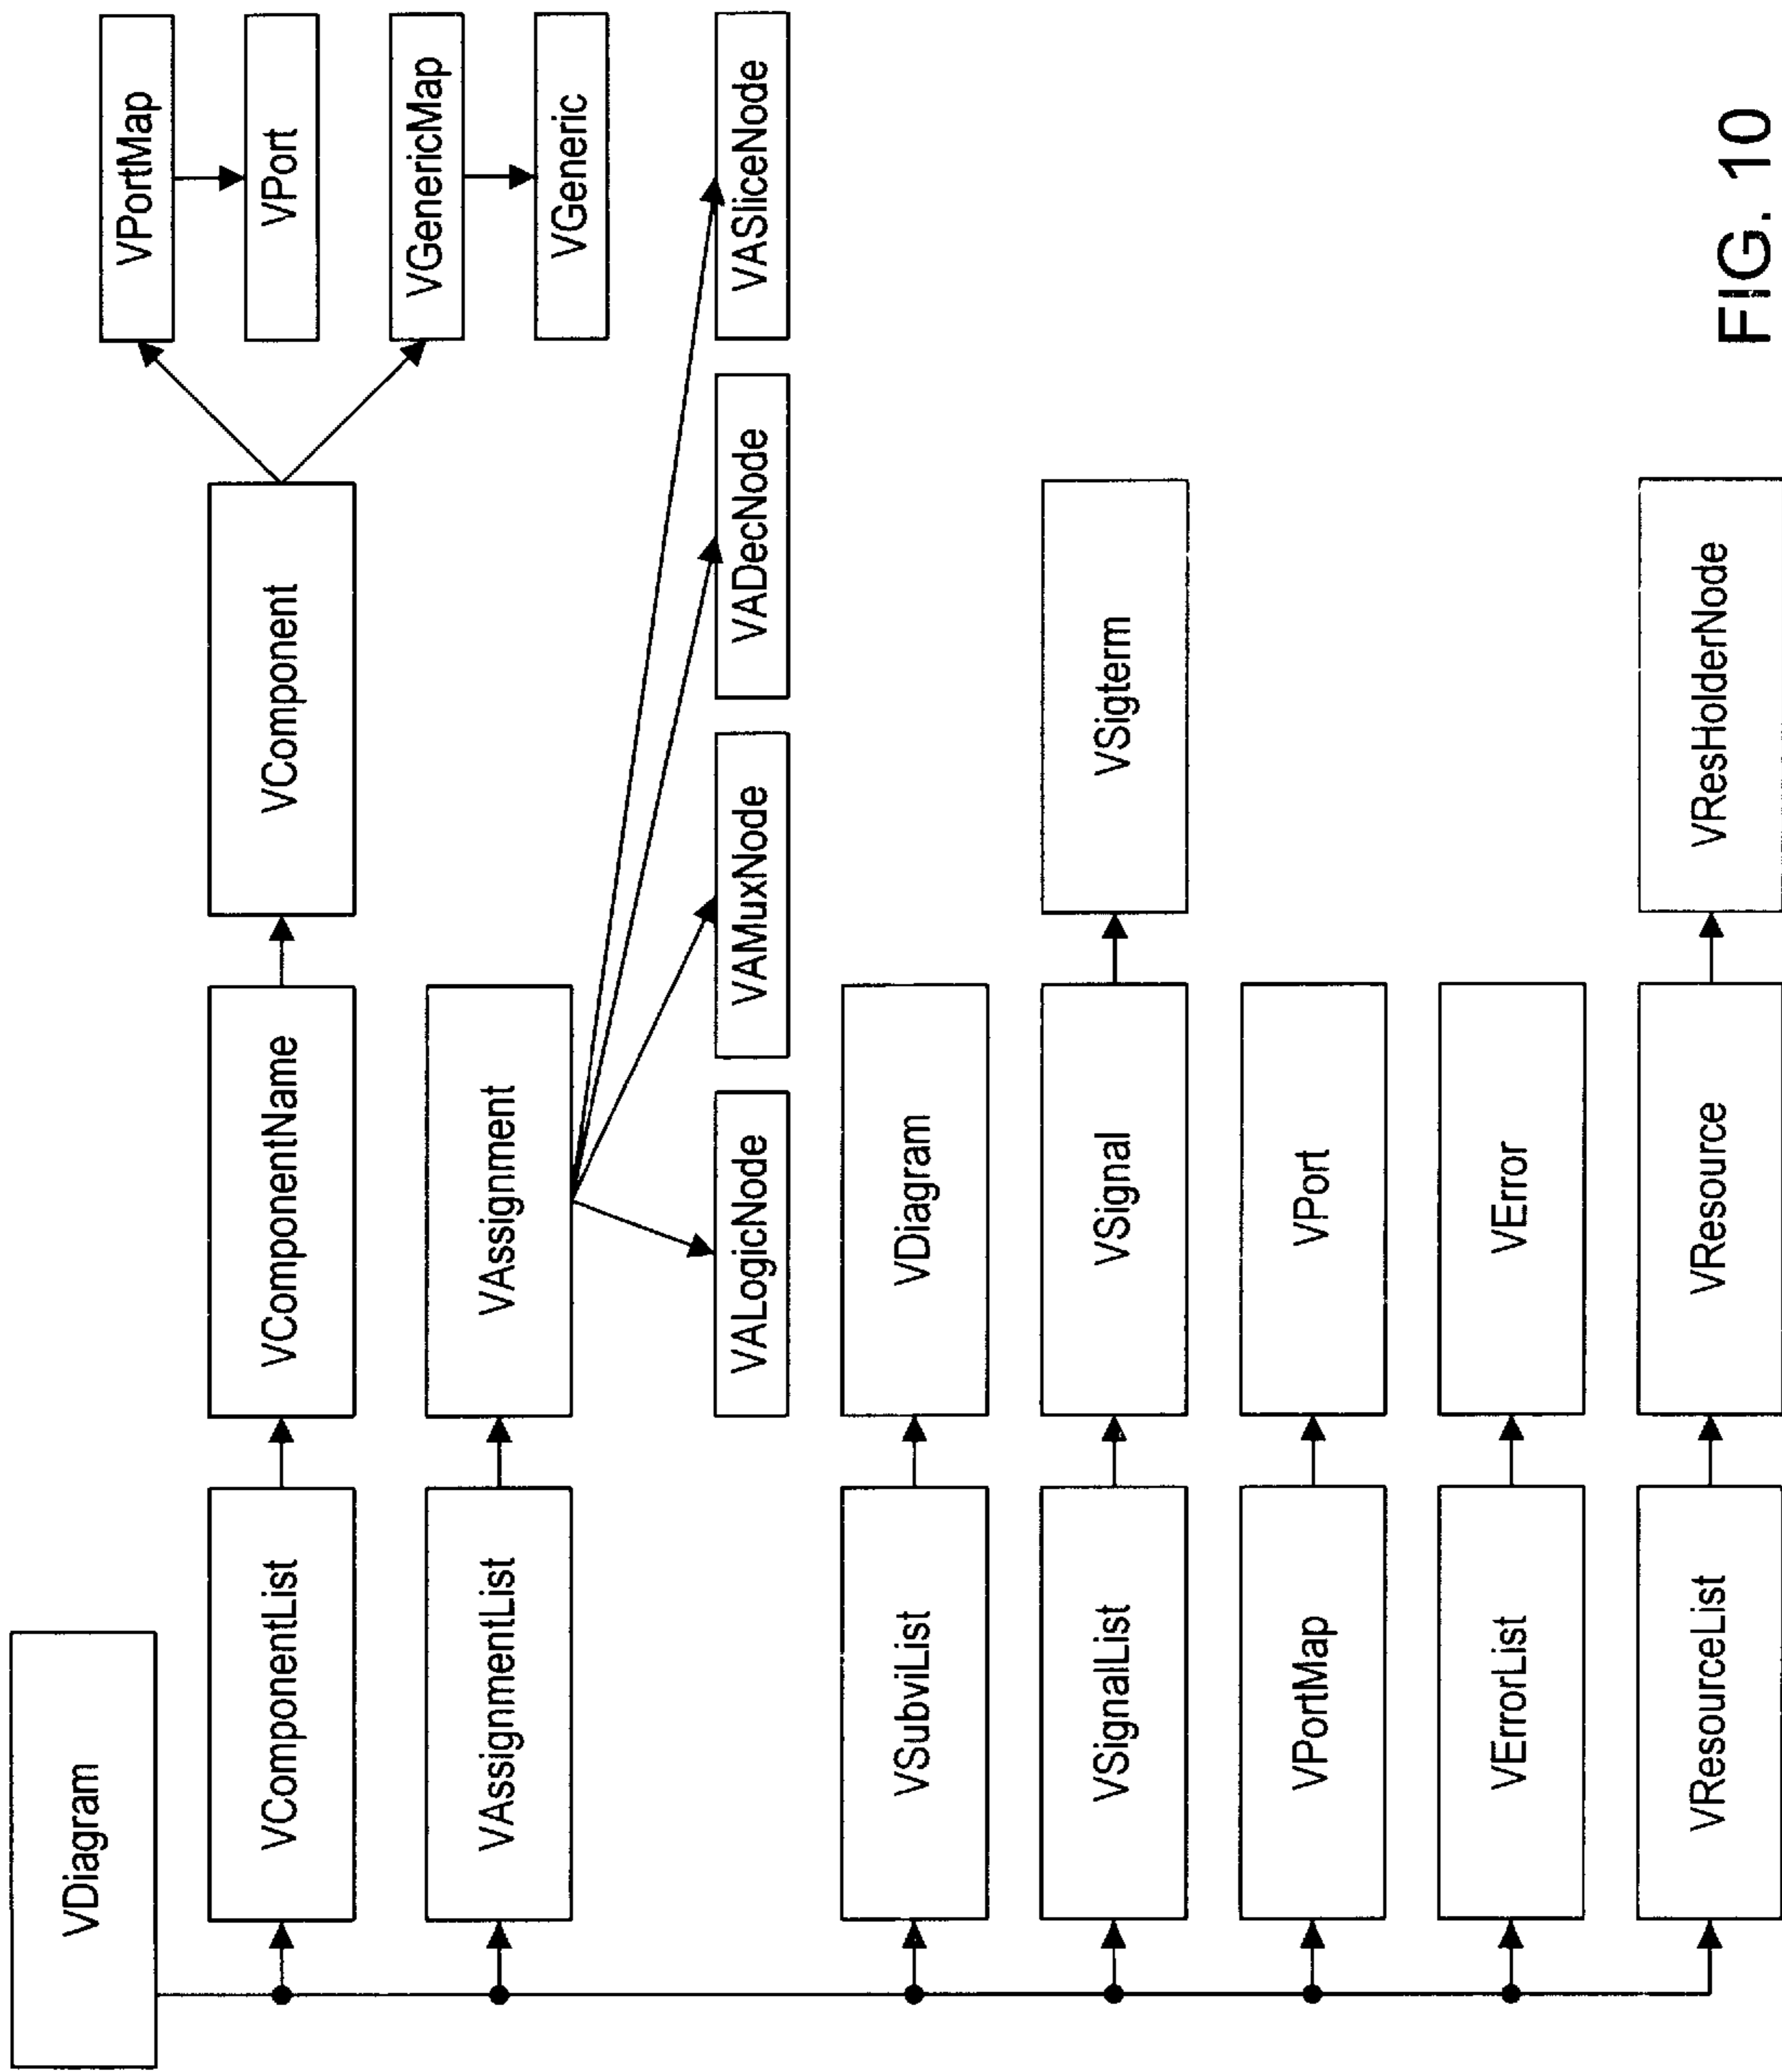 VDiagram
VComponentList
VComponentName
VComponent
VPortMap
VPort
VGenericMap
VGeneric
VAssignmentList
VAssignment
VALogicNode
VAMuxNode
VADecNode
VASliceNode
VSubviList
VDiagram
VSignalList
VSignal
VSigterm
VPortMap
VPort
VErrorList
VError
VResourceList
VResource
VResHolderNode
FIG. 10